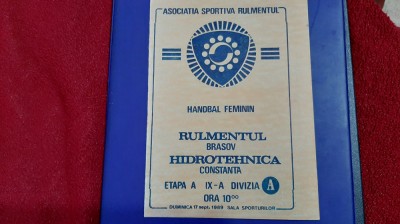 ASOCIATIA SPORTIVA RULMENTUL
HANDBAL FEMININ
RULMENTUL
BRASOV
HIDROTEHNICA
CONSTANTA
ETAPA A IX-A DIVIZIA A
ORA 10⁰⁰
DUMINICA 17 sept. 1989 SALA SPORTURILOR